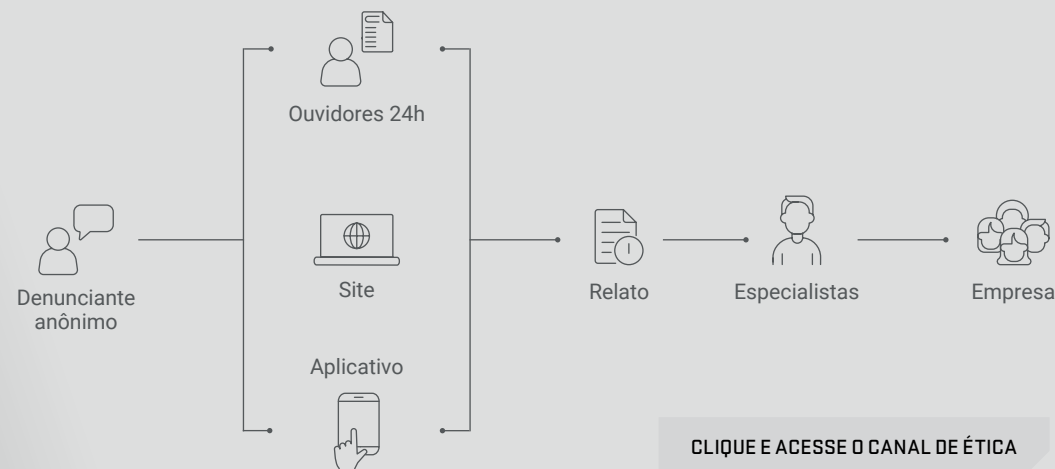 Ouvidores 24h
Denunciante
anônimo
Site
Aplicativo
Relato
Especialistas
Empresa
CLIQUE E ACESSE O CANAL DE ÉTICA